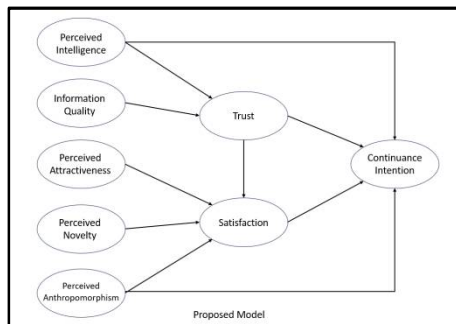 Perceived
Intelligence
Information
Quality
Trust
Perceived
Attractiveness
Continuance
Intention
Perceived
Novelty
Satisfaction
Perceived
Anthropomorphism
Proposed Model